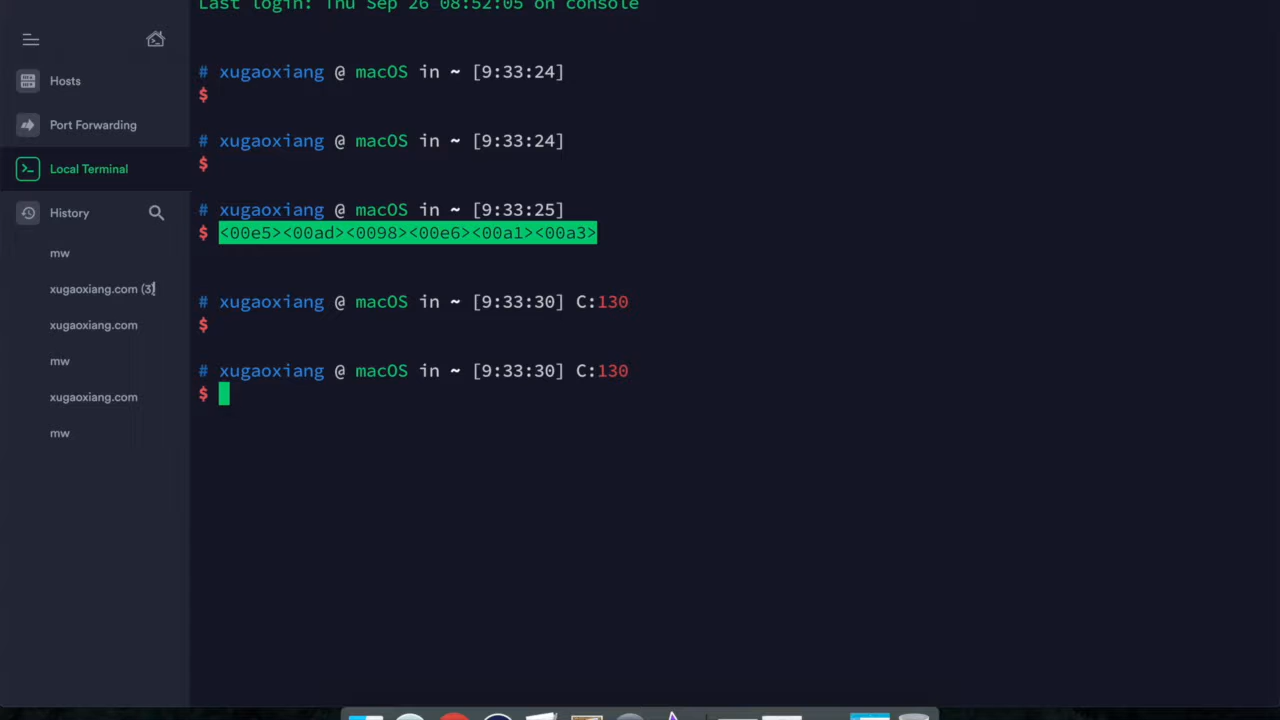 Last login: Thu Sep 26 08:52:05 on console
Hosts
Port Forwarding
Local Terminal
History
mw
xugaoxiang.com (3)
xugaoxiang.com
mw
xugaoxiang.com
mw
# xugaoxiang @ macOS in ~ [9:33:24]
$
# xugaoxiang @ macOS in ~ [9:33:24]
$
# xugaoxiang @ macOS in ~ [9:33:25]
$ <00e5><00ad><0098><00e6><00a1><00a3>
# xugaoxiang @ macOS in ~ [9:33:30] C:130
$
# xugaoxiang @ macOS in ~ [9:33:30] C:130
$